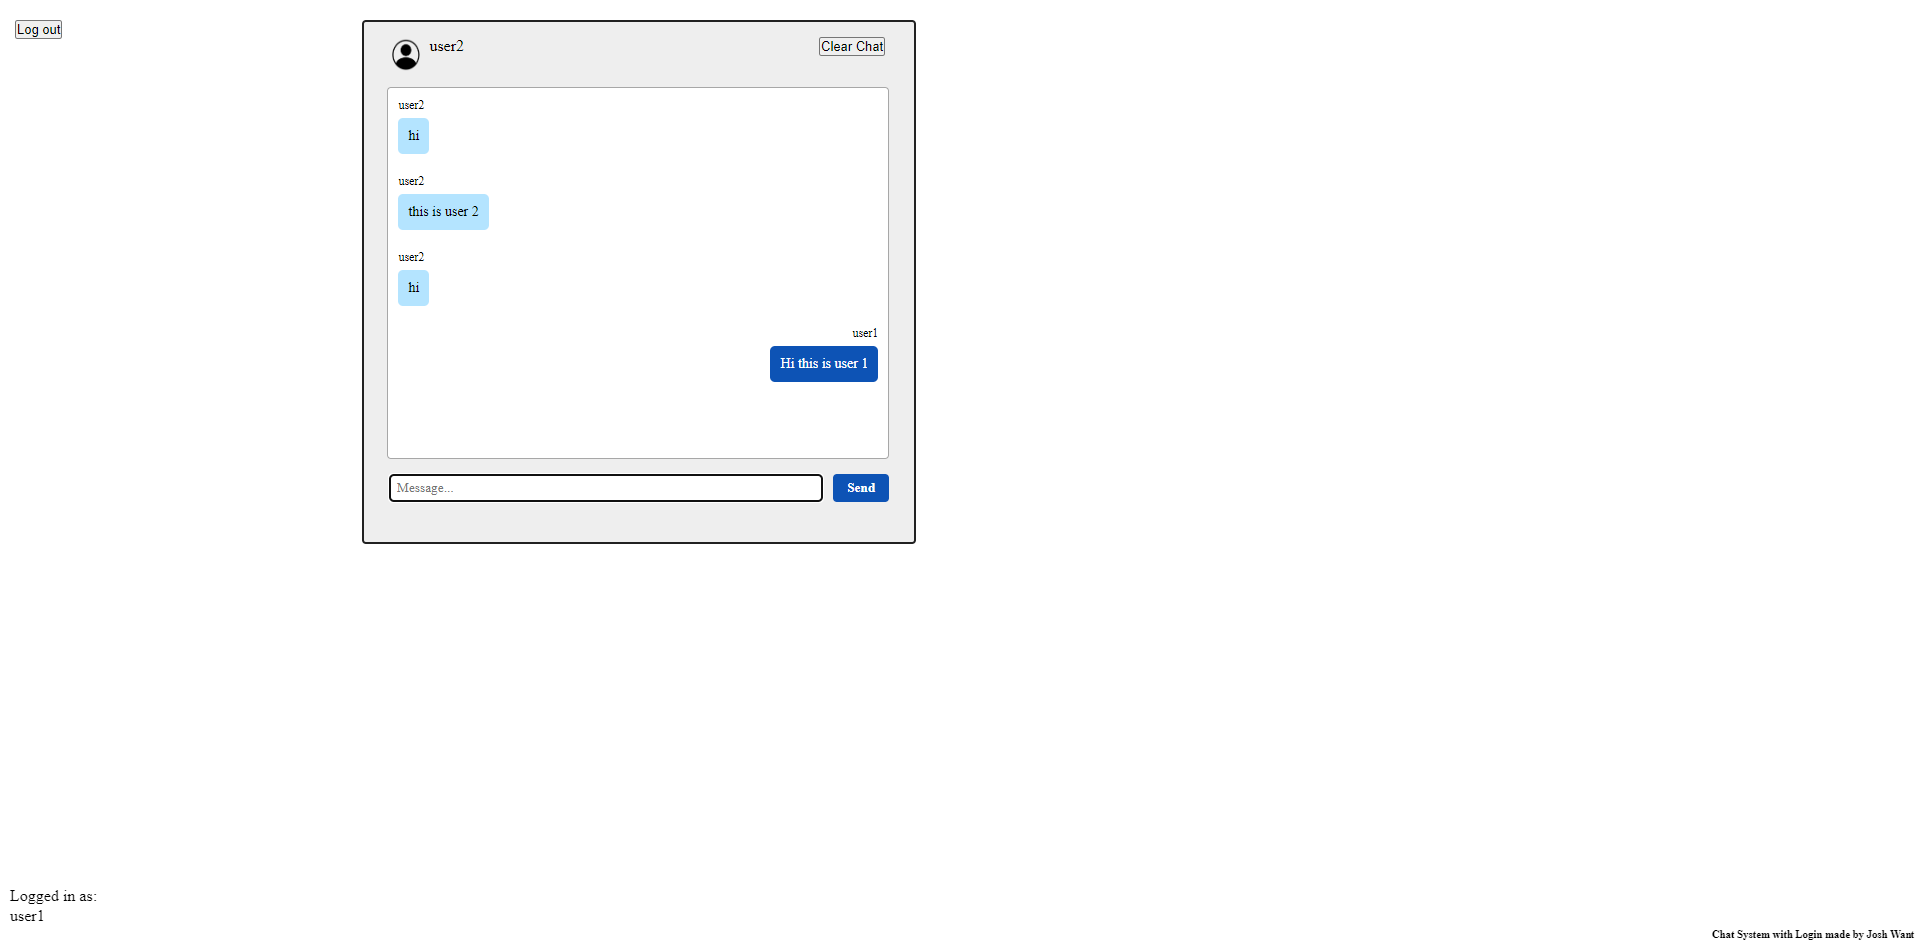 Log out
user2
Clear Chat
user2
hi
user2
this is user 2
user2
hi
user1
Hi this is user 1
Message...
Send
Logged in as:
user1
Chat System with Login made by Josh Want